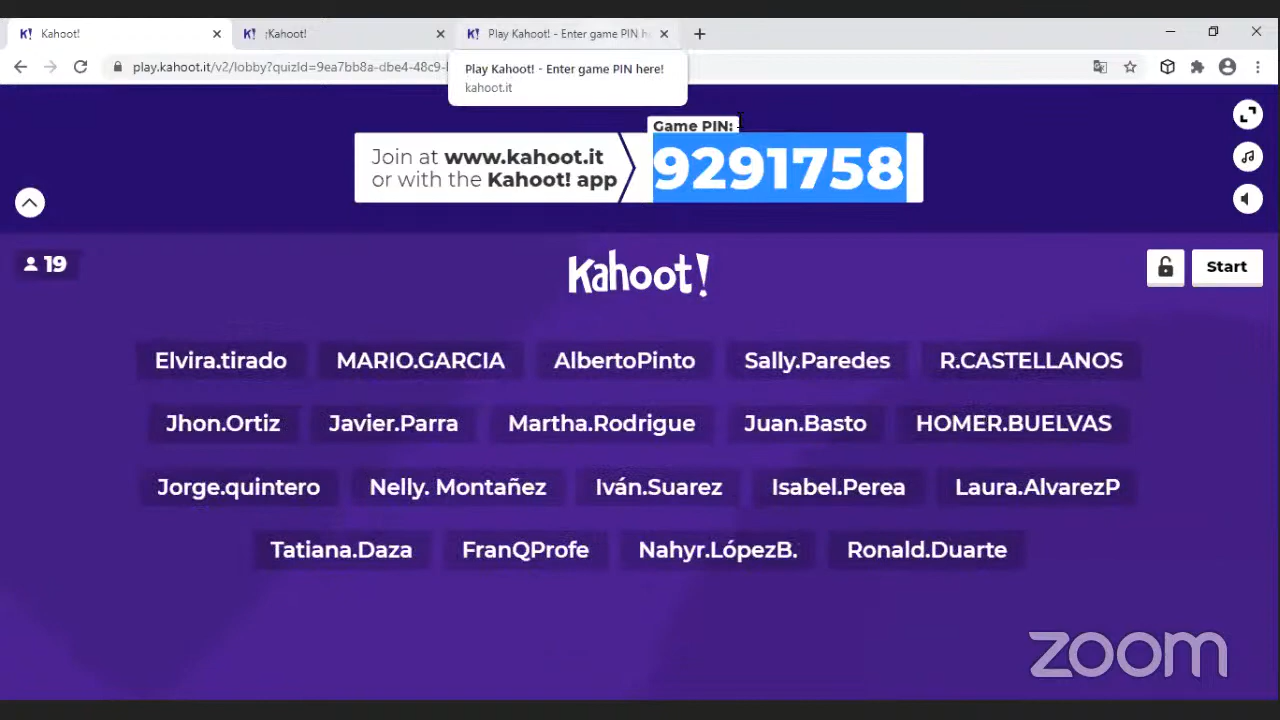 Kahoot!
Kahoot!
Play Kahoot! - Enter game PIN h
play.kahoot.it/v2/lobby?quizId=9ea7bb8a-dbe4-48c9-
Play Kahoot! - Enter game PIN here!
kahoot.it
Game PIN:
Join at www.kahoot.it
or with the Kahoot! app
9291758
19
Kahoot!
Start
Elvira.tirado MARIO.GARCIA AlbertoPinto Sally.Paredes R.CASTELLANOS
Jhon.Ortiz Javier.Parra Martha.Rodrigue Juan.Basto HOMER.BUELVAS
Jorge.quintero Nelly. Montañez Iván.Suarez Isabel.Perea Laura.AlvarezP
Tatiana.Daza FranQProfe Nahyr.LópezB. Ronald.Duarte
zoom